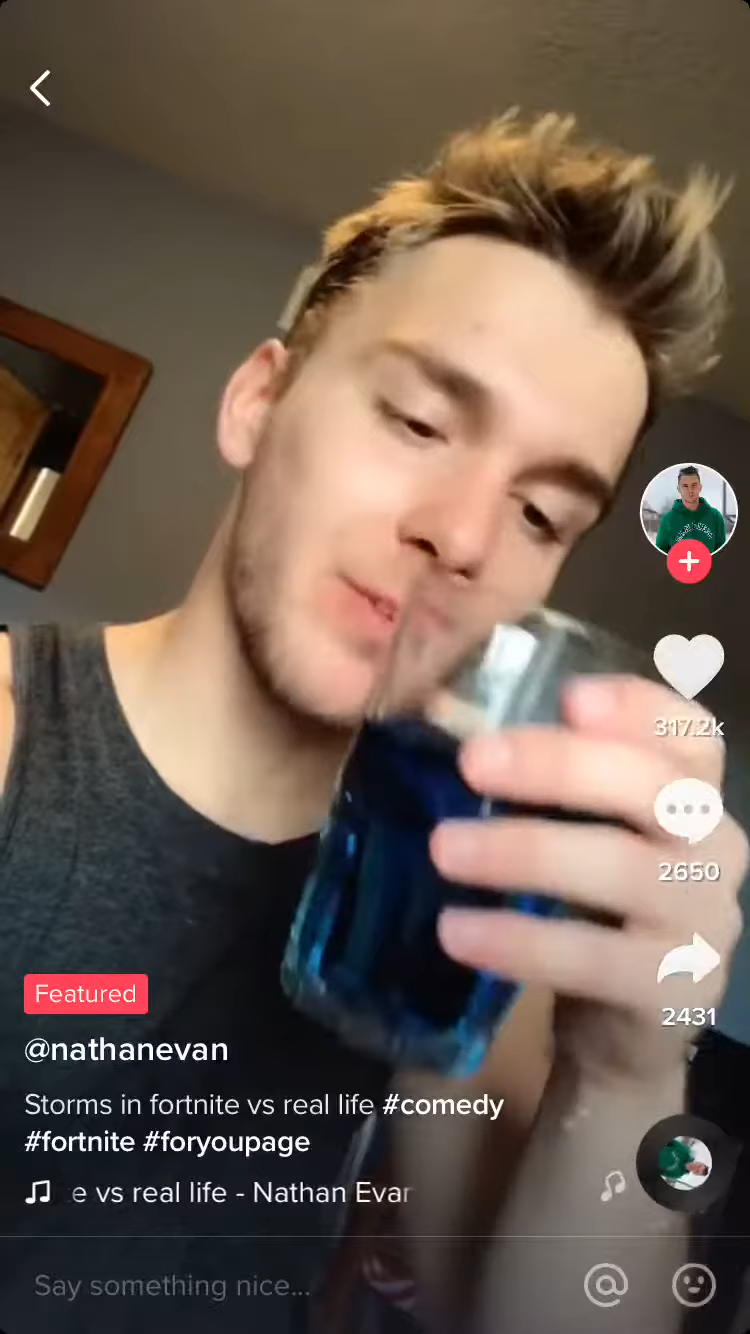 317.2k
2650
2431
Featured
@nathanevan
Storms in fortnite vs real life #comedy
#fortnite #foryoupage
e vs real life - Nathan Evar
Say something nice...